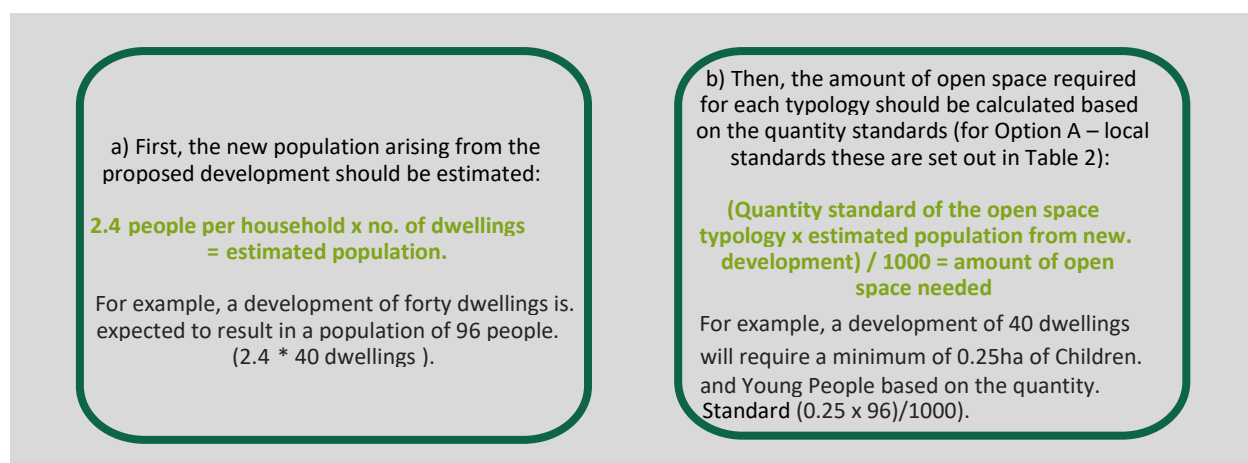 a) First, the new population arising from the
proposed development should be estimated:
2.4 people per household x no. of dwellings
= estimated population.
For example, a development of forty dwellings is.
expected to result in a population of 96 people.
(2.4 * 40 dwellings ).
b) Then, the amount of open space required
for each typology should be calculated based
on the quantity standards (for Option A – local
standards these are set out in Table 2):
(Quantity standard of the open space
typology x estimated population from new.
development) / 1000 = amount of open
space needed
For example, a development of 40 dwellings
will require a minimum of 0.25ha of Children.
and Young People based on the quantity.
Standard (0.25 x 96)/1000).